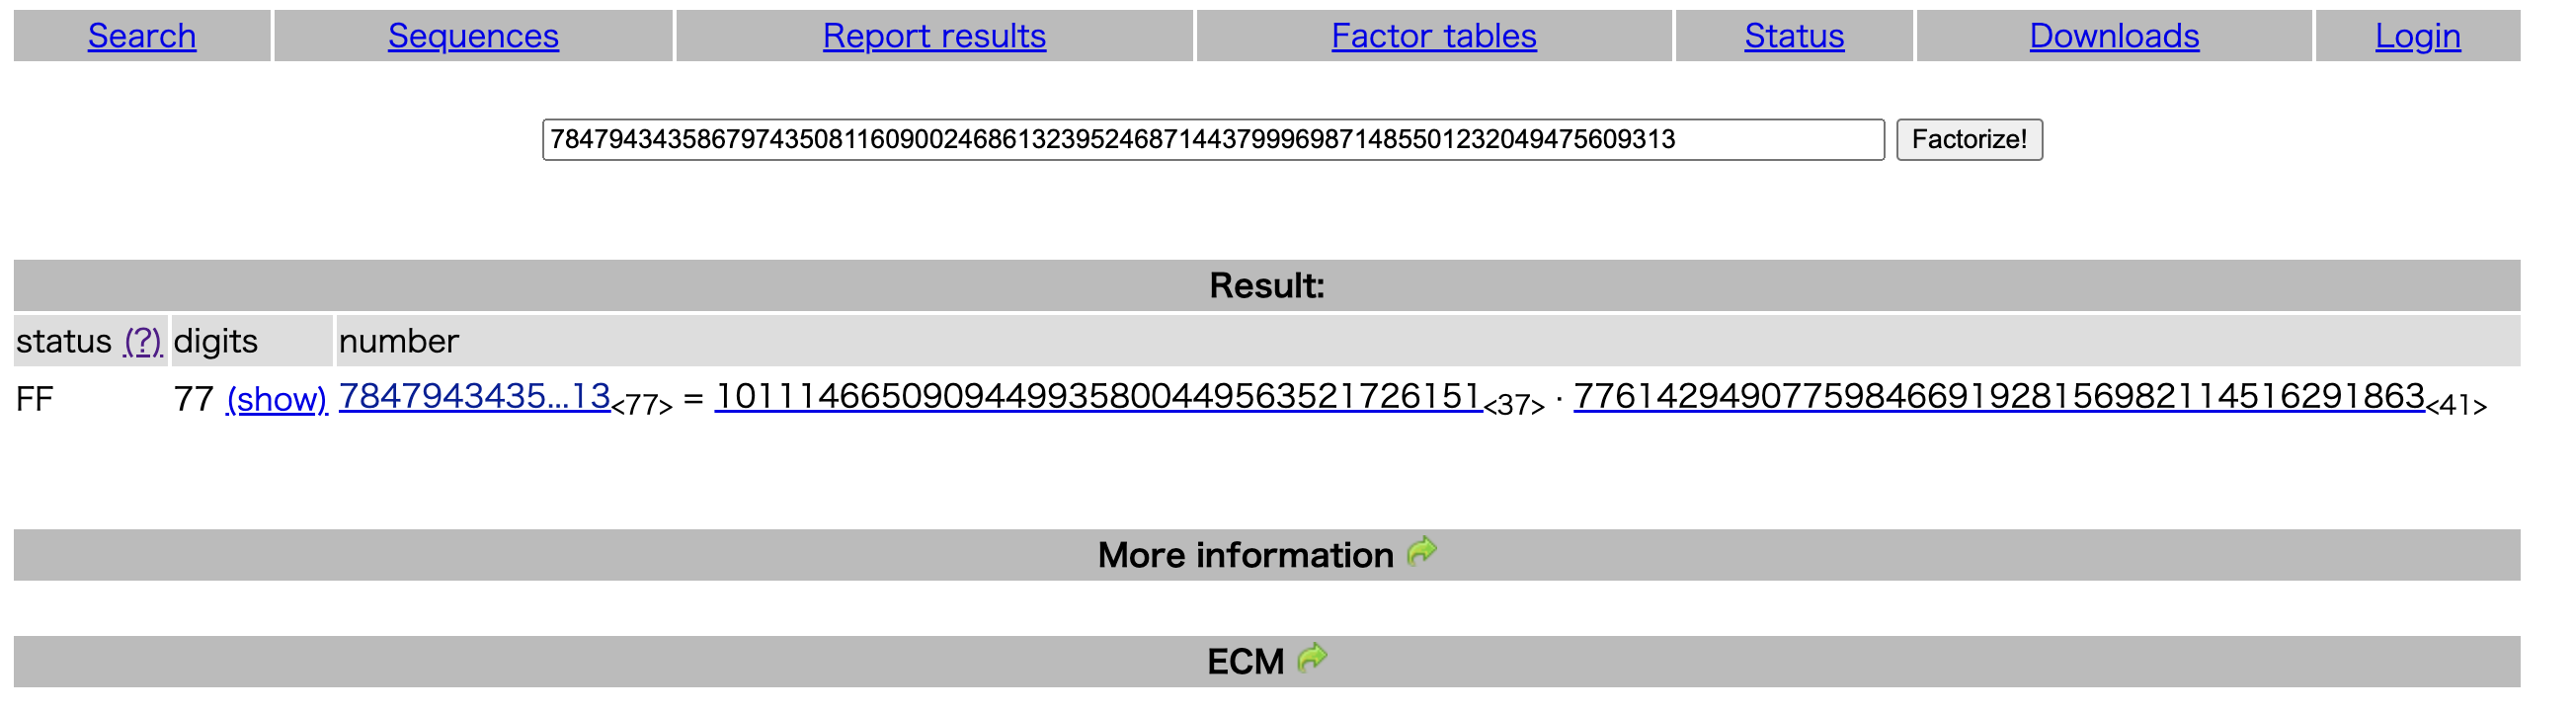 Search Sequences Report results Factor tables Status Downloads Login
78479434358679743508116090024686132395246871443799969871485501232049475609313 Factorize!
Result:
status (?) digits number
FF 77 (show) 7847943435...13<77> = 1011146650909449935800449563521726151<37> · 77614294907759846691928156982114516291863<41>
More information
ECM